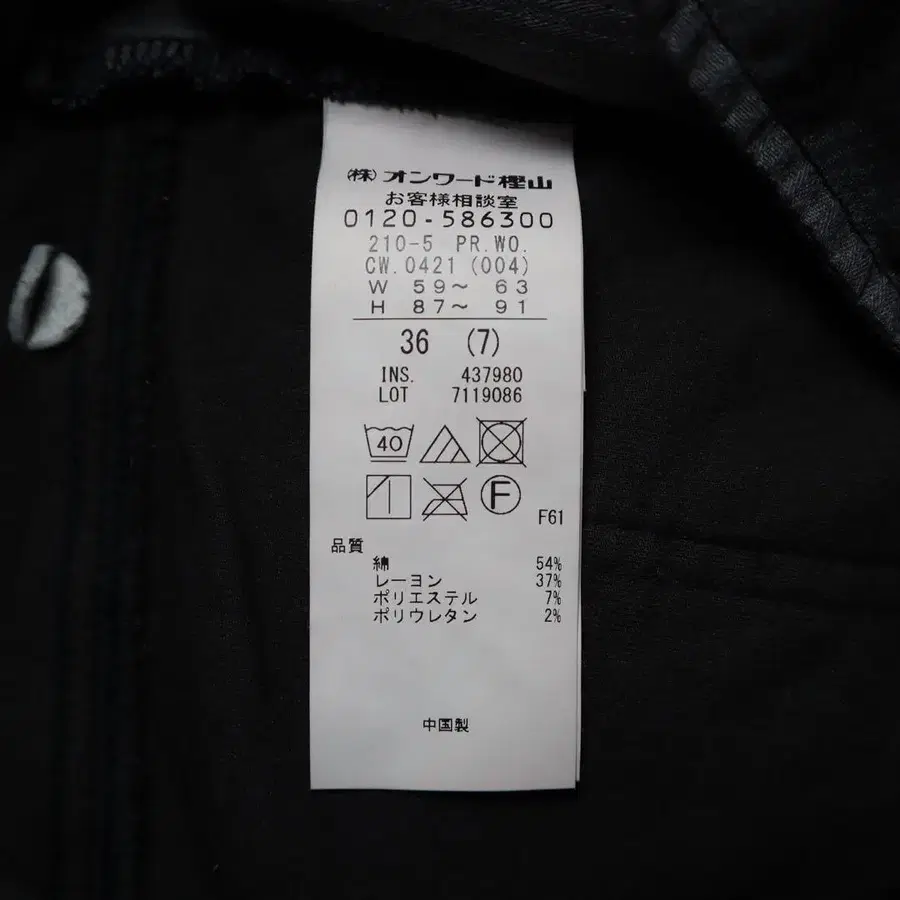 (株)オンワード樫山
お客様相談室
0120-586300
210-5 PR.WO.
CW.0421 (004)
W 59〜 63
H 87〜 91
36 (7)
INS. 437980
LOT 7119086
40
F
F61
品質
綿 54%
レーヨン 37%
ポリエステル 7%
ポリウレタン 2%
中国製